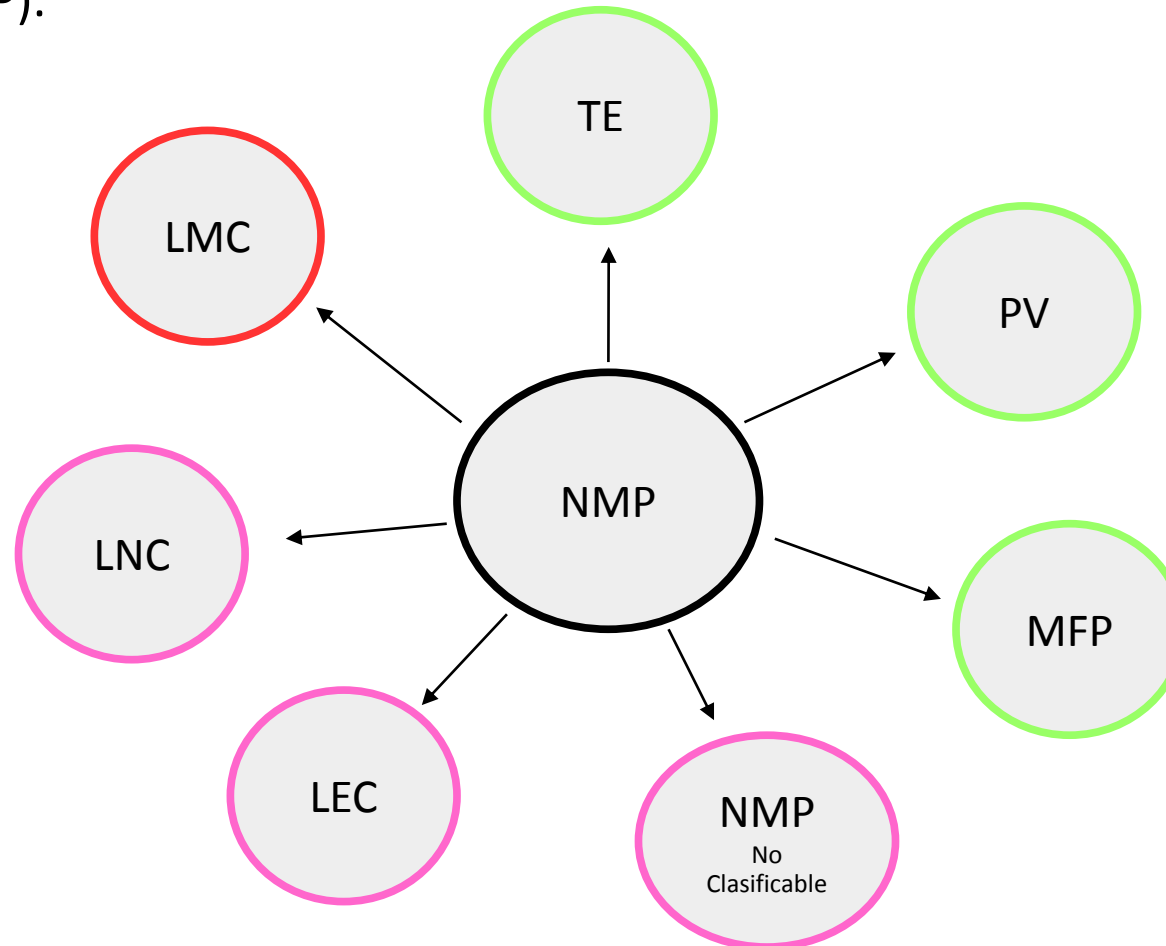 ).
TE
LMC
PV
NMP
LNC
MFP
LEC
NMP
No
Clasificable